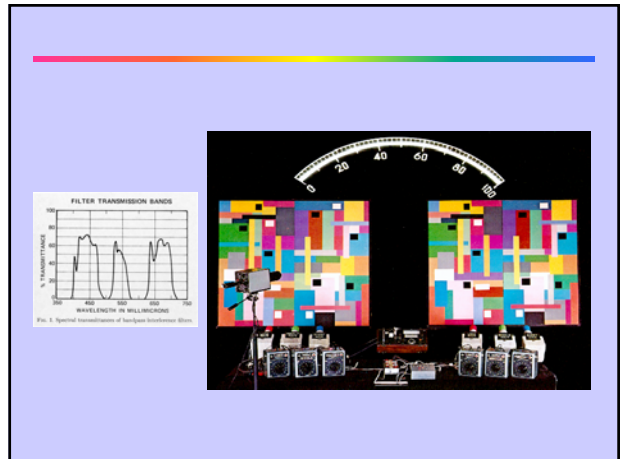 FILTER TRANSMISSION BANDS
100
80
60
40
20
0
% TRANSMITTANCE
350 450 550 650 750
WAVELENGTH IN MILLIMICRONS
FIG. 1. Spectral transmittances of bandpass interference filters.
0 20 40 60 80 100